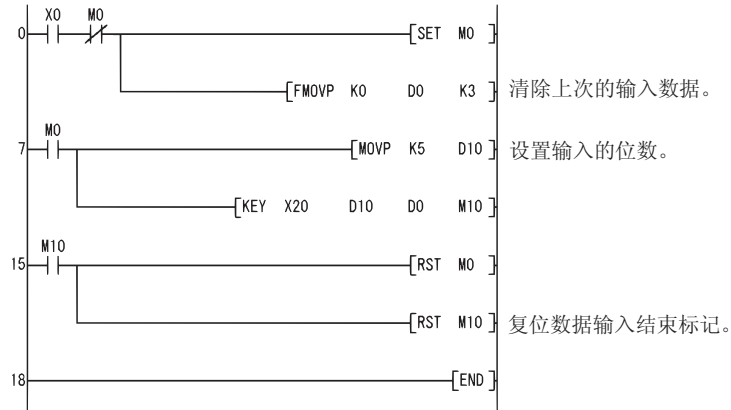 X0 M0
0 SET M0
FMOVP K0 D0 K3 清除上次的输入数据。
M0
7 MOVP K5 D10 设置输入的位数。
KEY X20 D10 D0 M10
M10
15 RST M0
RST M10 复位数据输入结束标记。
18 END